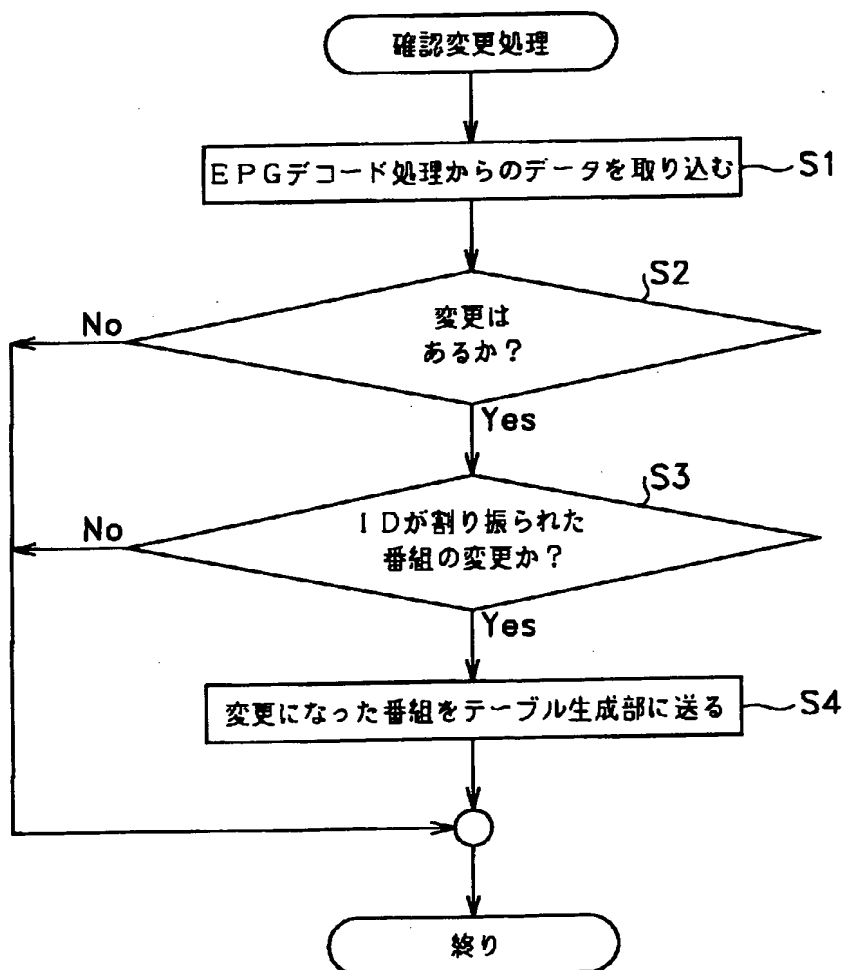 確認変更処理
EPGデコード処理からのデータを取り込む
S1
S2
変更は
あるか?
No
Yes
S3
IDが割り振られた
番組の変更か?
No
Yes
変更になった番組をテーブル生成部に送る
S4
終り